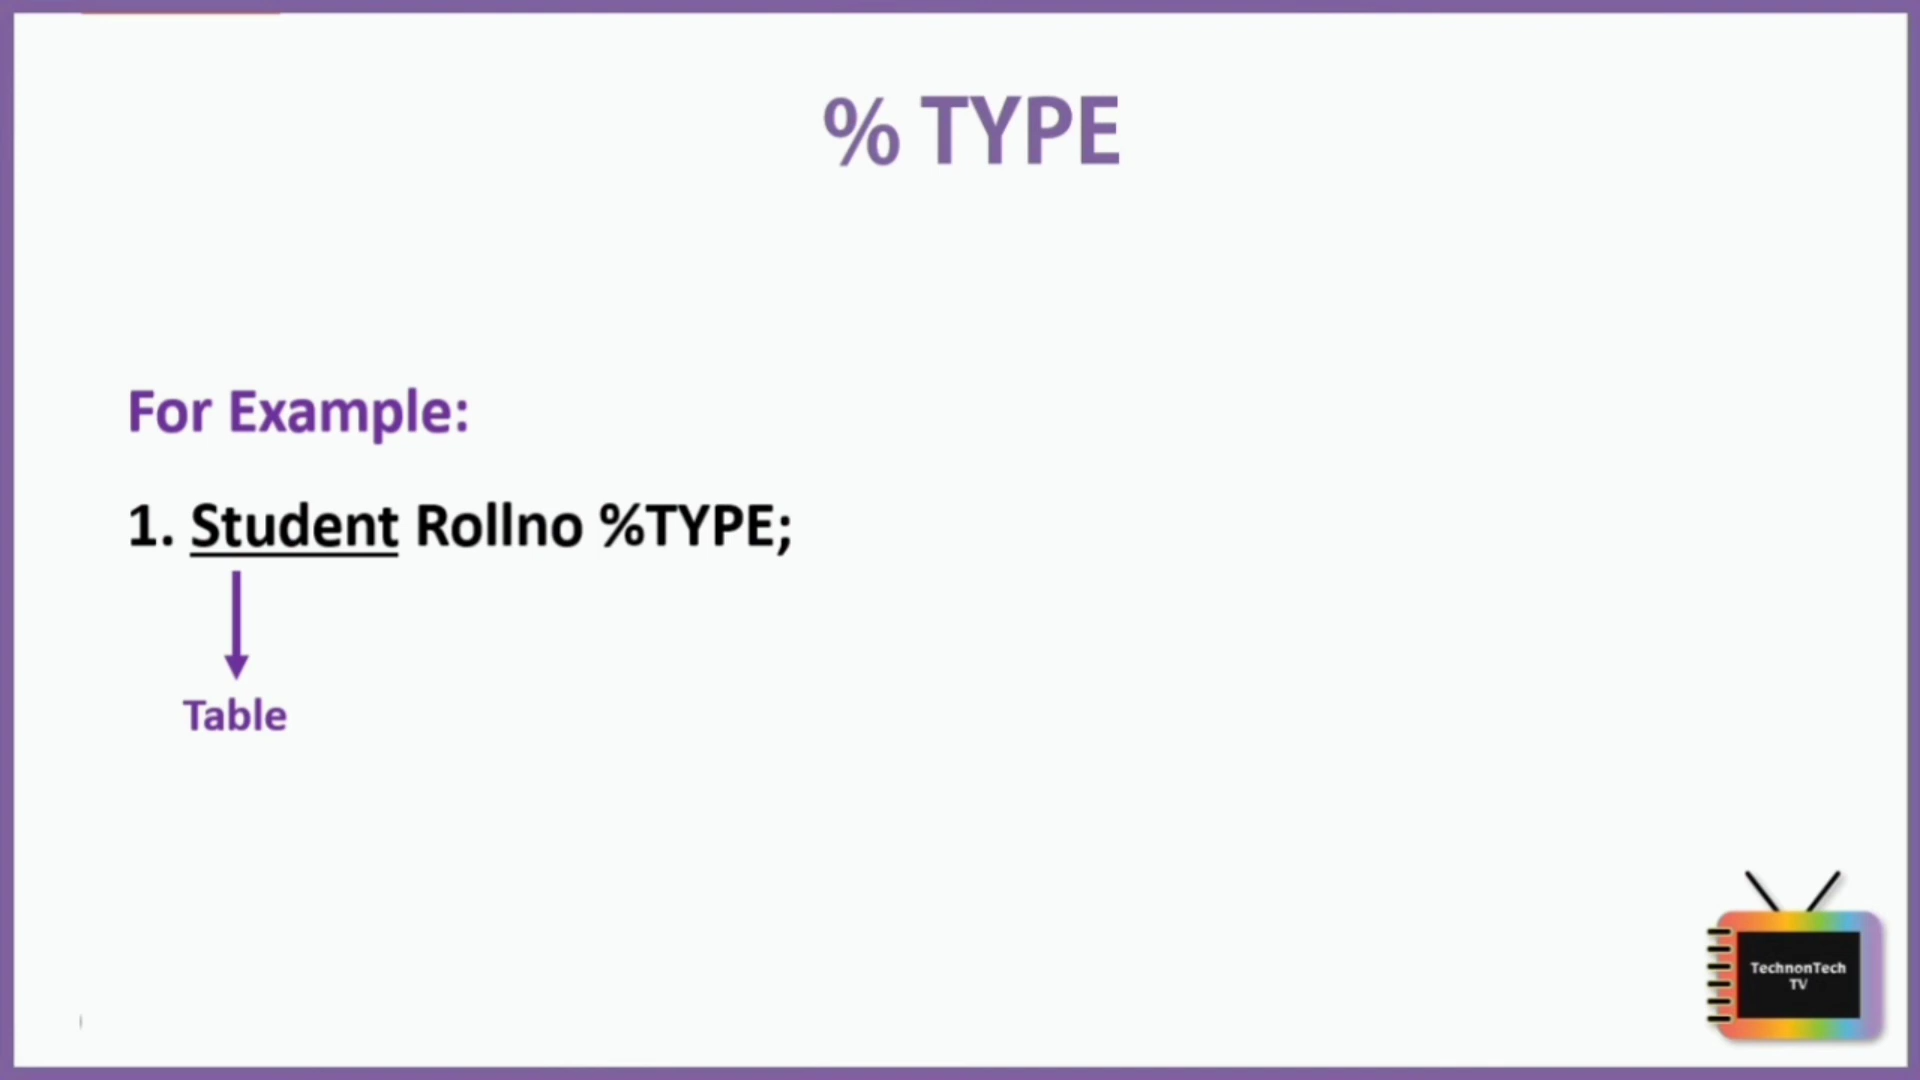 % TYPE
For Example:
1. Student Rollno %TYPE;
Table
TechnonTech
TV